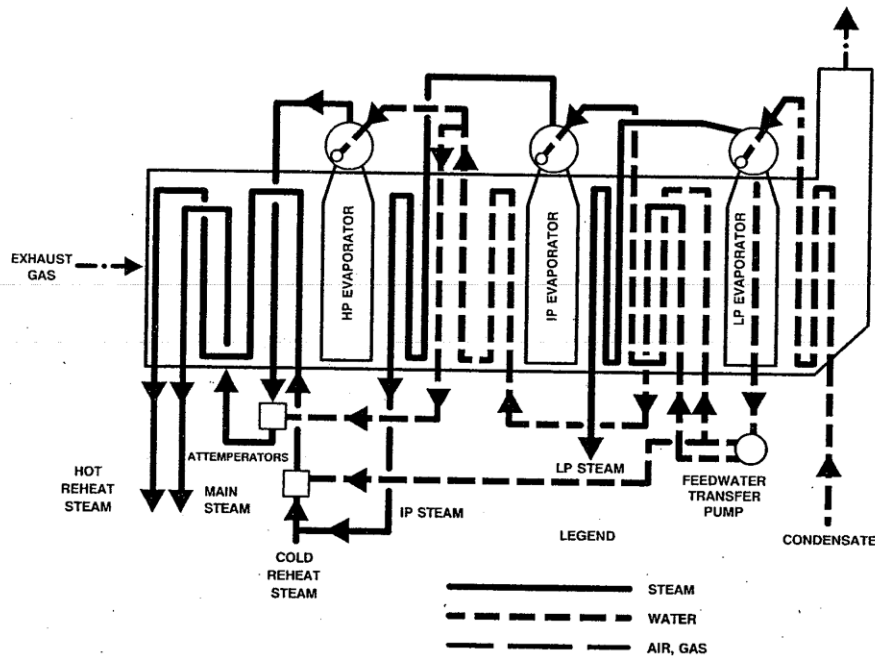 HP EVAPORATOR
IP EVAPORATOR
LP EVAPORATOR
EXHAUST
GAS
ATTEMPERATORS
HOT
REHEAT
STEAM
MAIN
STEAM
COLD
REHEAT
STEAM
IP STEAM
LP STEAM
FEEDWATER
TRANSFER
PUMP
CONDENSATE
LEGEND
STEAM
WATER
AIR, GAS